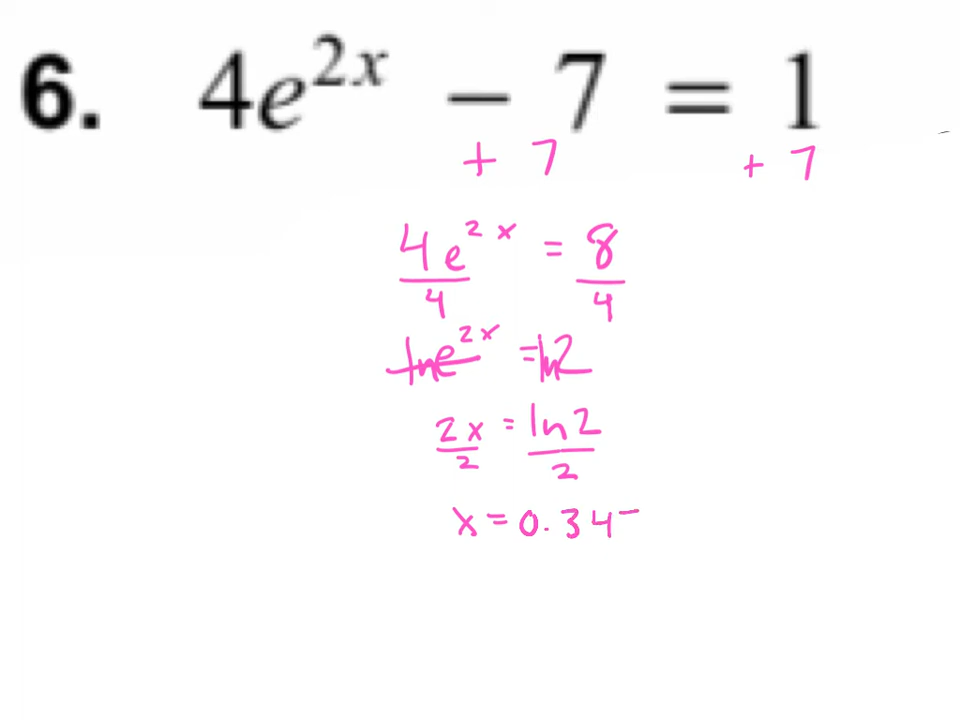 6. 4e^{2x} − 7 = 1
+ 7 + 7
4e^{2x} = 8
4 4
ln e^{2x} = ln 2
2x = ln 2
2 2
x = 0.34